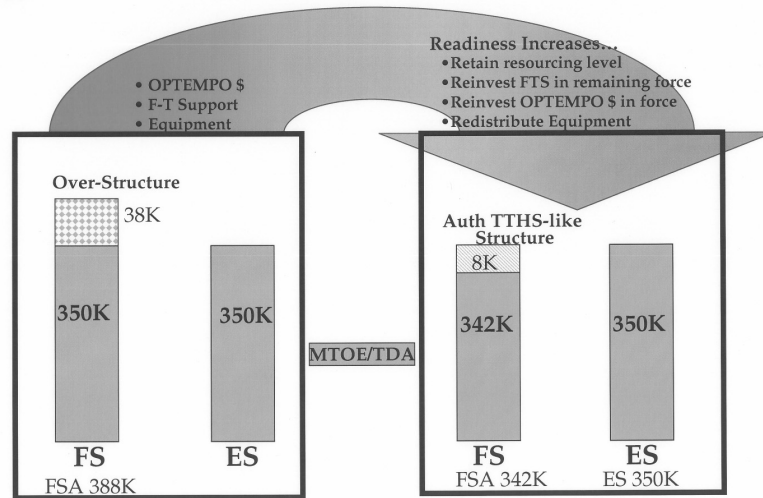 • OPTEMPO $
• F-T Support
• Equipment
Readiness Increases...
•Retain resourcing level
•Reinvest FTS in remaining force
•Reinvest OPTEMPO $ in force
•Redistribute Equipment
Over-Structure
38K
350K
350K
FS
ES
FSA 388K
MTOE/TDA
Auth TTHS-like
Structure
8K
342K
350K
FS
ES
FSA 342K
ES 350K